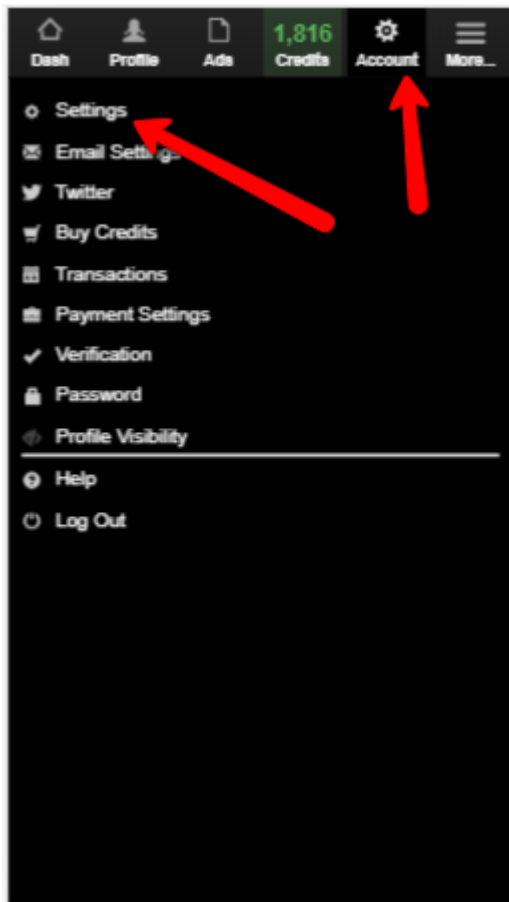 Dash Profile Ads 1,816 Credits Account More...
Settings
Email Settings
Twitter
Buy Credits
Transactions
Payment Settings
Verification
Password
Profile Visibility
Help
Log Out